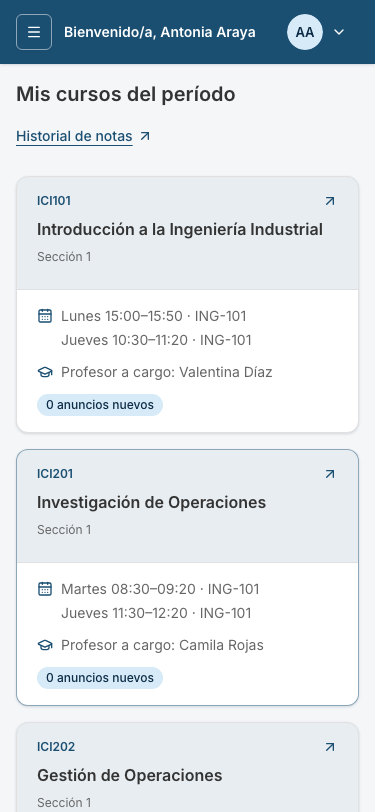 Bienvenido/a, Antonia Araya
AA
Mis cursos del período
Historial de notas
ICI101
Introducción a la Ingeniería Industrial
Sección 1
Lunes 15:00–15:50 · ING-101
Jueves 10:30–11:20 · ING-101
Profesor a cargo: Valentina Díaz
0 anuncios nuevos
ICI201
Investigación de Operaciones
Sección 1
Martes 08:30–09:20 · ING-101
Jueves 11:30–12:20 · ING-101
Profesor a cargo: Camila Rojas
0 anuncios nuevos
ICI202
Gestión de Operaciones
Sección 1